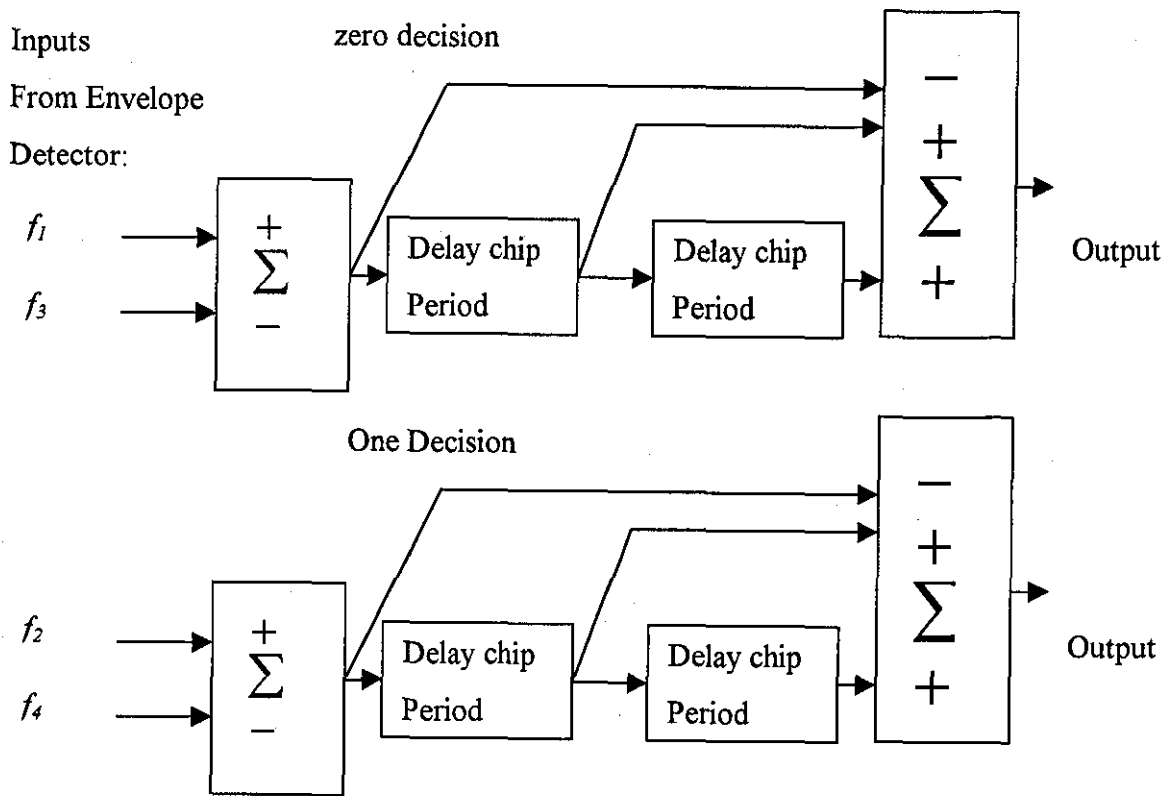 Inputs
From Envelope
Detector:
zero decision
f1
f3
+
Σ
−
Delay chip
Period
Delay chip
Period
−
+
Σ
+
Output
One Decision
f2
f4
+
Σ
−
Delay chip
Period
Delay chip
Period
−
+
Σ
+
Output